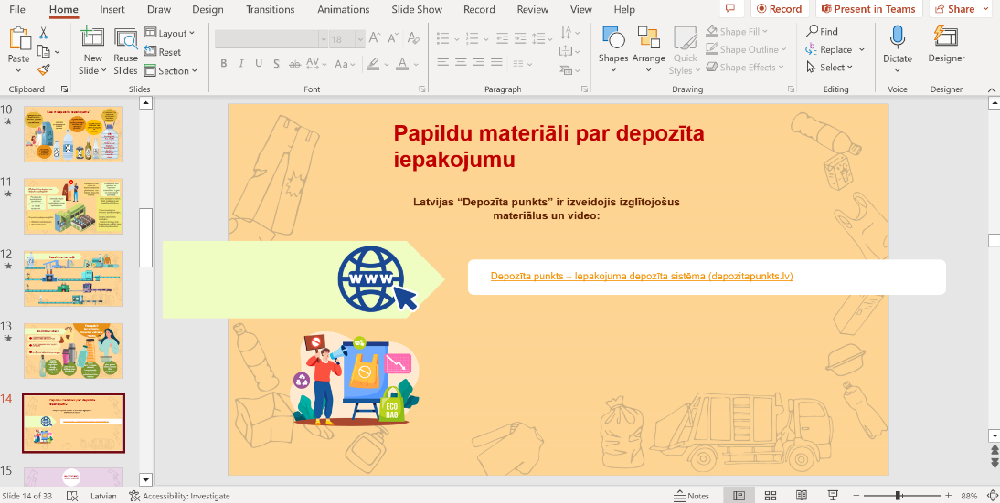 File Home Insert Draw Design Transitions Animations Slide Show Record Review View Help Record Present in Teams Share
Paste
New Slide
Reuse Slides
Layout
Reset
Section
18
B I U S ab AV Aa
A
Shapes Arrange Quick Styles
Shape Fill
Shape Outline
Shape Effects
Find
Replace
Select
Dictate
Designer
Clipboard Slides Font Paragraph Drawing Editing Voice Designer
10
11
12
13
14
15
Papildu materiāli par depozīta
iepakojumu
Latvijas “Depozīta punkts” ir izveidojis izglītojošus
materiālus un video:
WWW
Depozīta punkts – Iepakojuma depozīta sistēma (depozitapunkts.lv)
ECO
BAG
Slide 14 of 33 Latvian Accessibility: Investigate Notes 88%